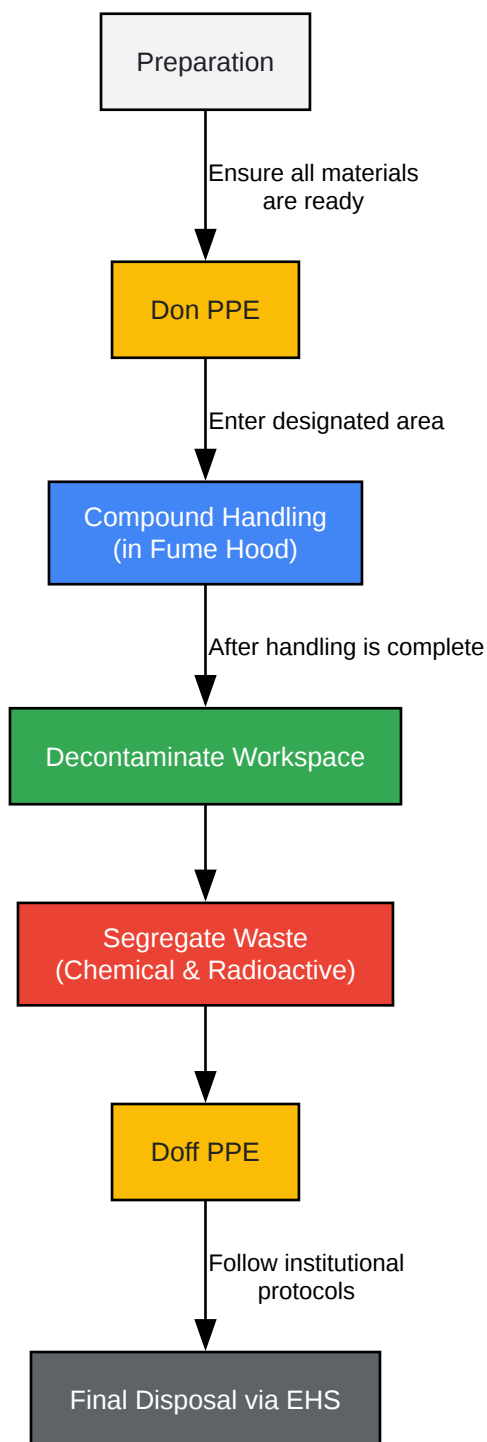 Preparation
Ensure all materials
are ready
Don PPE
Enter designated area
Compound Handling
(in Fume Hood)
After handling is complete
Decontaminate Workspace
Segregate Waste
(Chemical & Radioactive)
Doff PPE
Follow institutional
protocols
Final Disposal via EHS